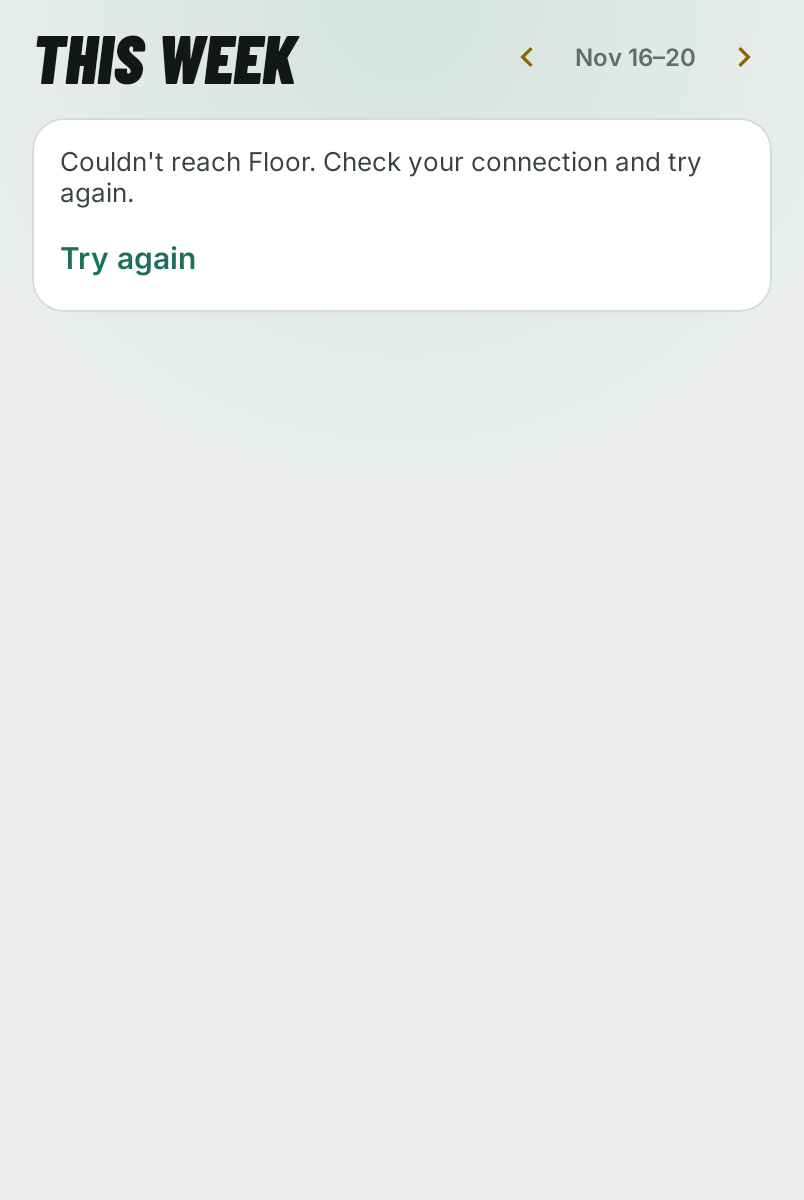 THIS WEEK
Nov 16–20
Couldn't reach Floor. Check your connection and try
again.
Try again